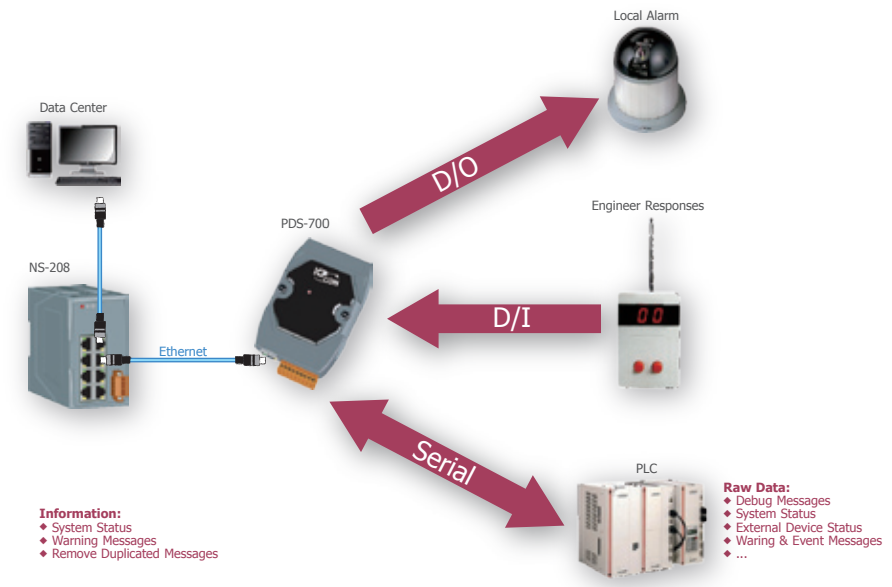 Local Alarm
Data Center
D/O
Engineer Responses
PDS-700
NS-208
00
D/I
Ethernet
Serial
PLC
Information:
◆ System Status
◆ Warning Messages
◆ Remove Duplicated Messages
Raw Data:
◆ Debug Messages
◆ System Status
◆ External Device Status
◆ Waring & Event Messages
◆ ...